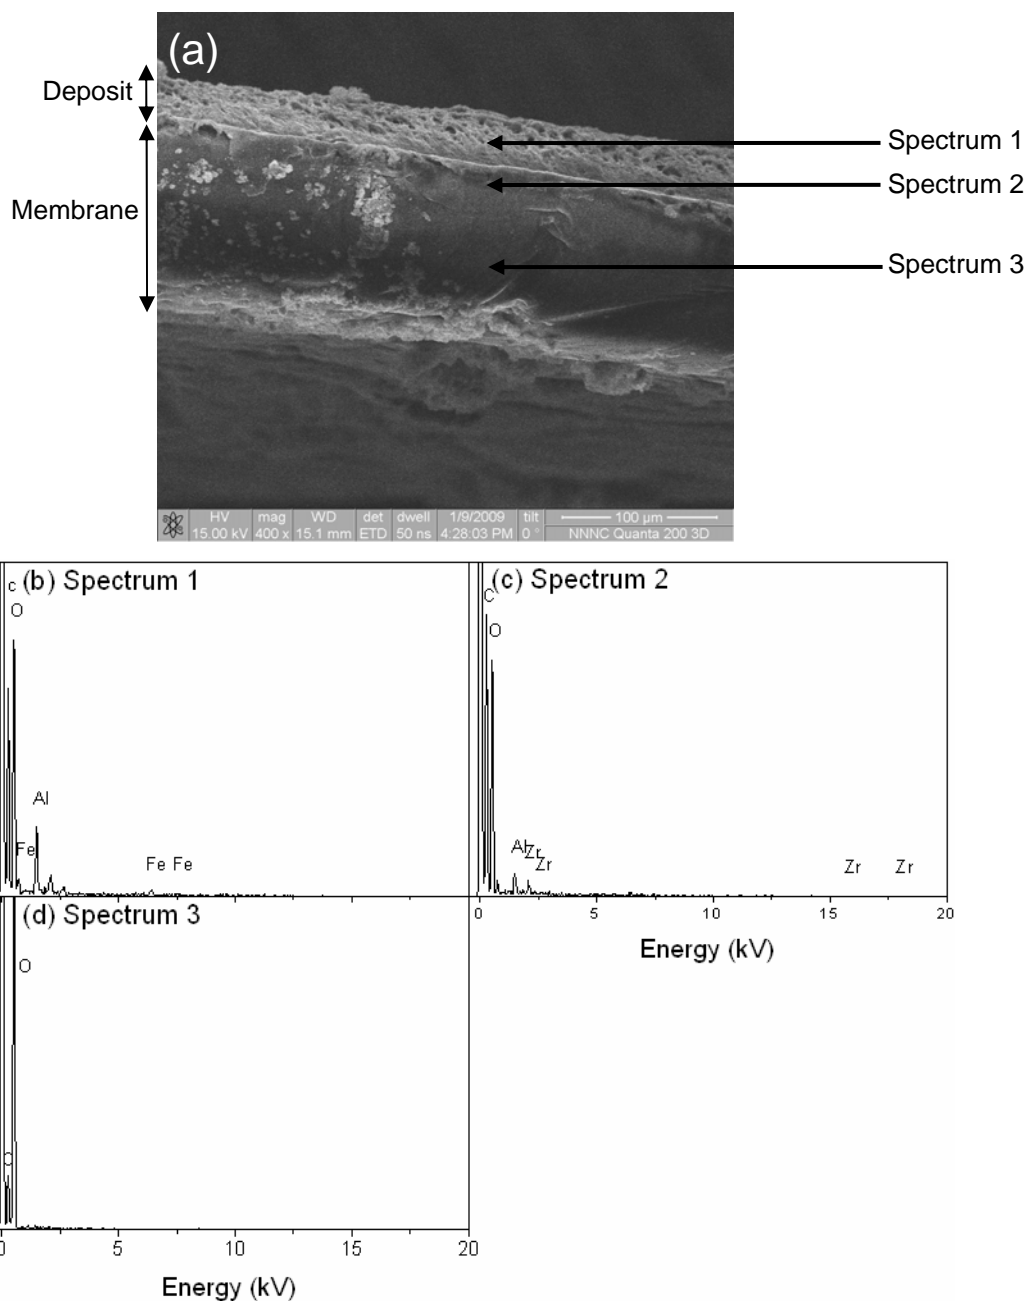 (a)
Deposit
Membrane
Spectrum 1
Spectrum 2
Spectrum 3
HV mag WD det dwell 1/9/2009 tilt 100 µm
15.00 kV 400 x 15.1 mm ETD 50 ns 4:28:03 PM 0 ° NNNC Quanta 200 3D
(b) Spectrum 1
c
O
Al
Fe
Fe Fe
(c) Spectrum 2
C
O
Al Zr
Zr
Zr Zr
0 5 10 15 20
Energy (kV)
(d) Spectrum 3
O
C
0 5 10 15 20
Energy (kV)